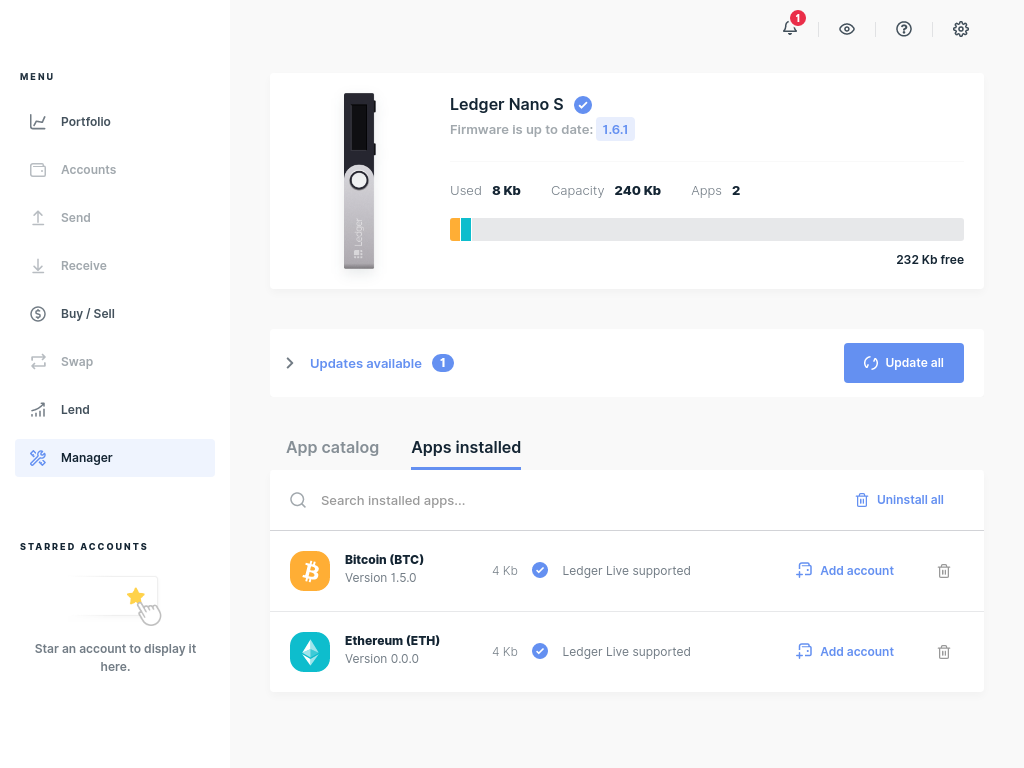 1
MENU
Portfolio
Accounts
Send
Receive
Buy / Sell
Swap
Lend
Manager
STARRED ACCOUNTS
Star an account to display it
here.
Ledger
Ledger Nano S
Firmware is up to date: 1.6.1
Used 8 Kb Capacity 240 Kb Apps 2
232 Kb free
Updates available 1
Update all
App catalog Apps installed
Search installed apps...
Uninstall all
Bitcoin (BTC)
Version 1.5.0
4 Kb Ledger Live supported
Add account
Ethereum (ETH)
Version 0.0.0
4 Kb Ledger Live supported
Add account